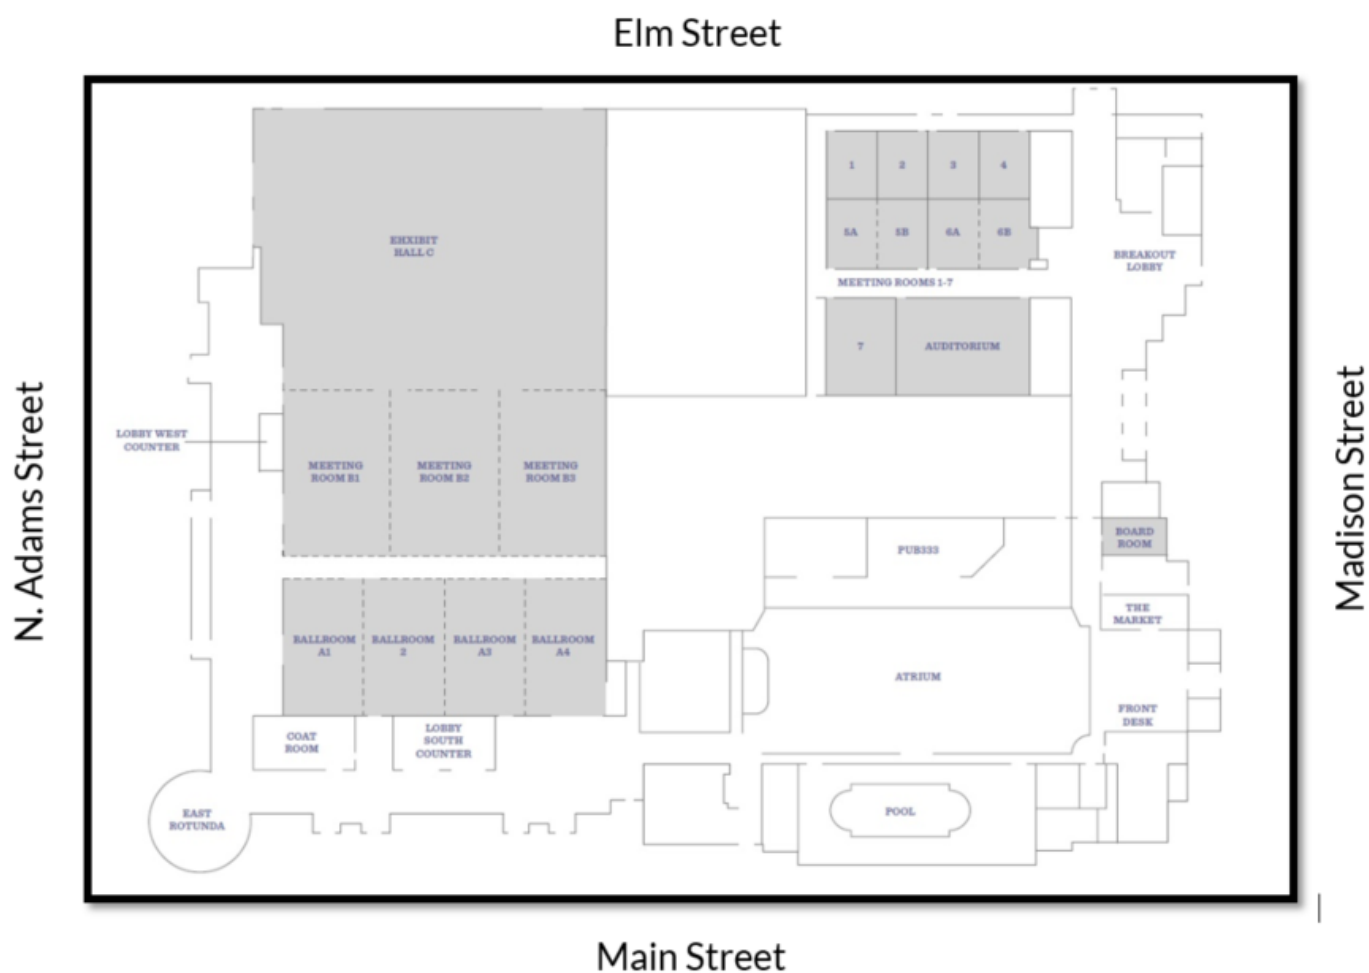 Elm Street
1
2
3
4
EHXIBIT
HALL C
5A
5B
6A
6B
BREAKOUT
LOBBY
MEETING ROOMS 1-7
7
AUDITORIUM
N. Adams Street
Madison Street
LOBBY WEST
COUNTER
MEETING
ROOM B1
MEETING
ROOM B2
MEETING
ROOM B3
PUB333
BOARD
ROOM
THE
MARKET
BALLROOM
A1
BALLROOM
2
BALLROOM
A3
BALLROOM
A4
ATRIUM
FRONT
DESK
COAT
ROOM
LOBBY
SOUTH
COUNTER
EAST
ROTUNDA
POOL
Main Street